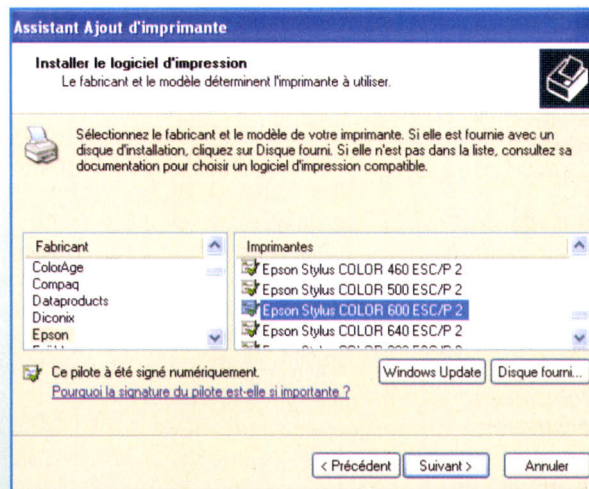 Assistant Ajout d'imprimante
Installer le logiciel d'impression
Le fabricant et le modèle déterminent l'imprimante à utiliser.
Sélectionnez le fabricant et le modèle de votre imprimante. Si elle est fournie avec un
disque d'installation, cliquez sur Disque fourni. Si elle n'est pas dans la liste, consultez sa
documentation pour choisir un logiciel d'impression compatible.
Fabricant
ColorAge
Compaq
Dataproducts
Diconix
Epson
Imprimantes
Epson Stylus COLOR 460 ESC/P 2
Epson Stylus COLOR 500 ESC/P 2
Epson Stylus COLOR 600 ESC/P 2
Epson Stylus COLOR 640 ESC/P 2
Ce pilote à été signé numériquement.
Pourquoi la signature du pilote est-elle si importante ?
Windows Update
Disque fourni...
< Précédent
Suivant >
Annuler